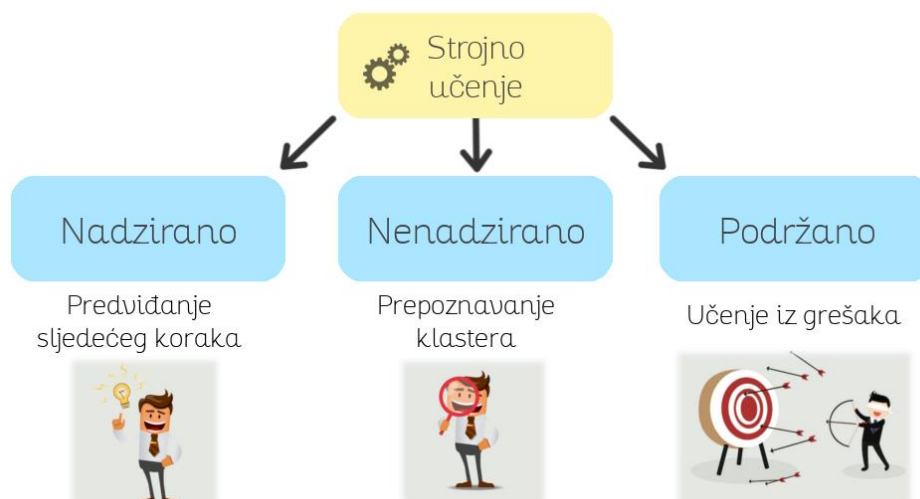 Strojno
učenje
Nadzirano
Nenadzirano
Podržano
Predviđanje
sljedećeg koraka
Prepoznavanje
klastera
Učenje iz grešaka